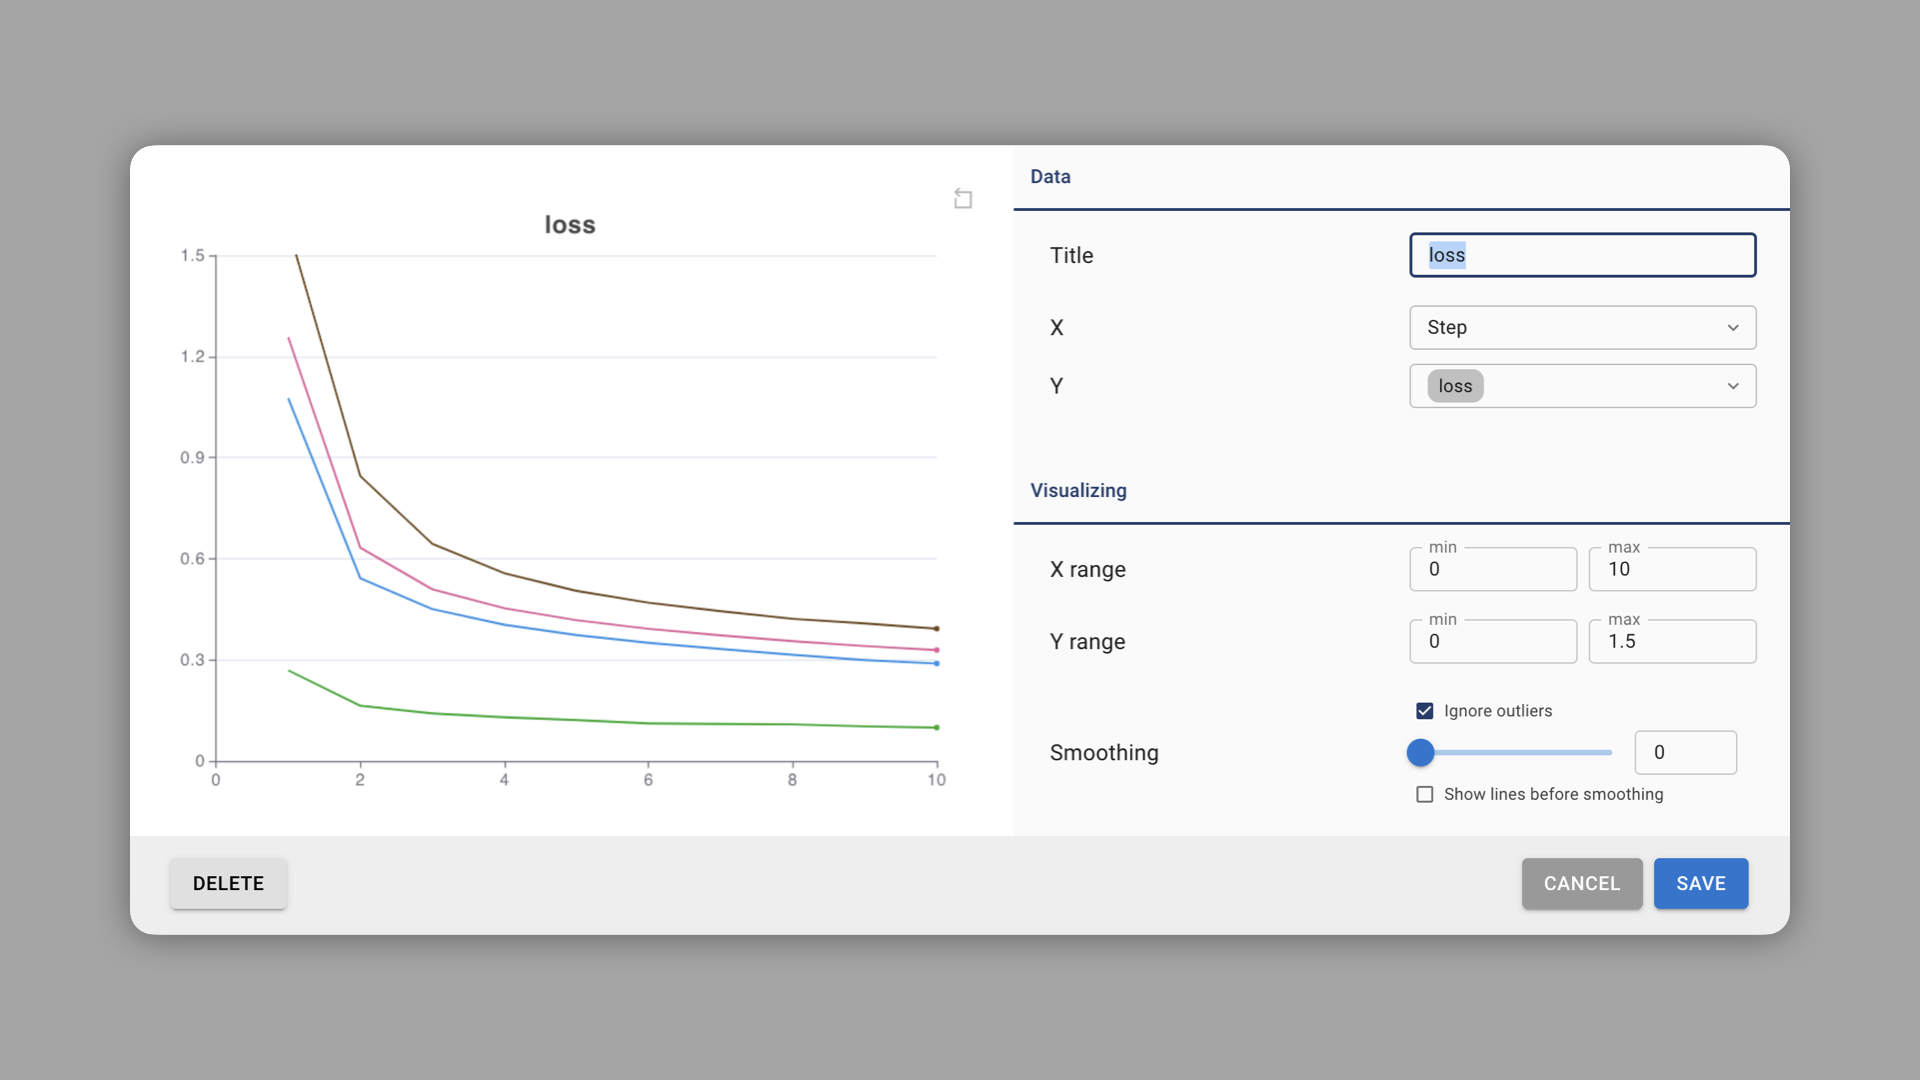 loss
1.5
1.2
0.9
0.6
0.3
0
0 2 4 6 8 10
Data
Title loss
X Step
Y loss
Visualizing
X range min 0 max 10
Y range min 0 max 1.5
Ignore outliers
Smoothing 0
Show lines before smoothing
DELETE CANCEL SAVE